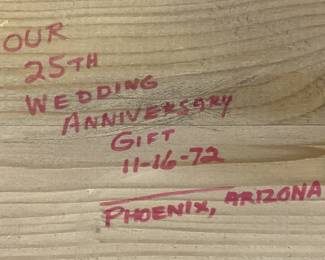 OUR
25TH
WEDDING
ANNIVERSARY
GIFT
11-16-72
PHOENIX, ARIZONA